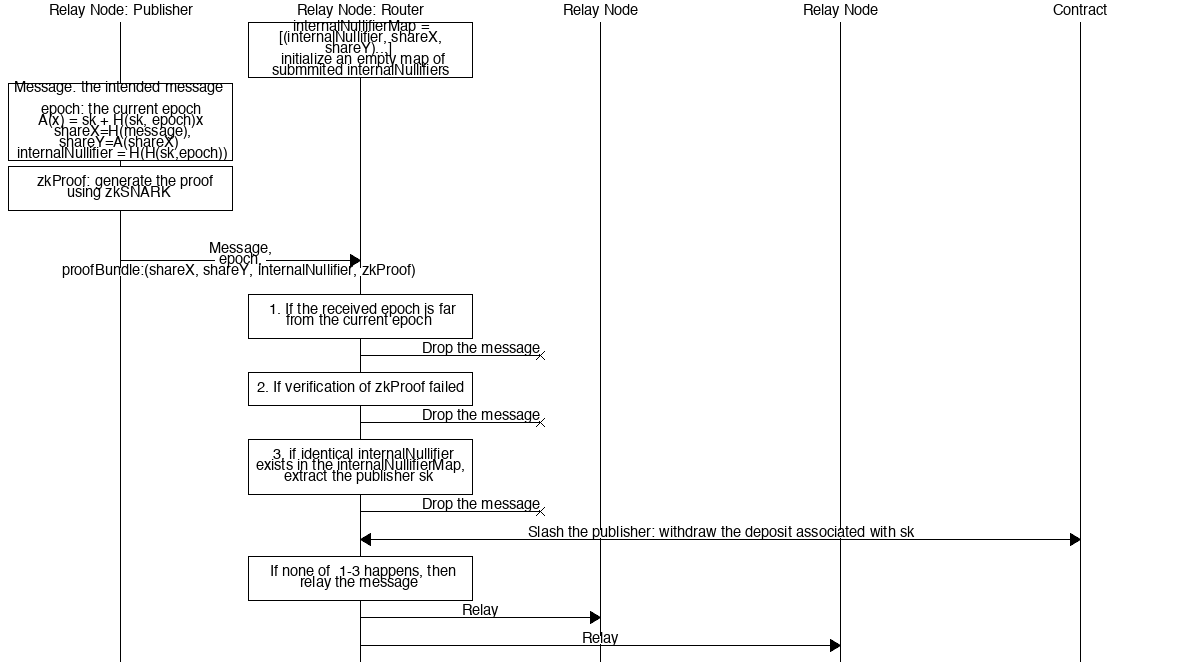 Relay Node: Publisher
Relay Node: Router
Relay Node
Relay Node
Contract
internalNullifierMap =
[(internalNullifier, shareX,
shareY)...]
initialize an empty map of
submmited internalNullifiers
Message: the intended message
epoch: the current epoch
A(x) = sk + H(sk, epoch)x
shareX=H(message),
shareY=A(shareX)
internalNullifier = H(H(sk,epoch))
zkProof: generate the proof
using zkSNARK
Message,
epoch,
proofBundle:(shareX, shareY, internalNullifier, zkProof)
1. If the received epoch is far
from the current epoch
Drop the message
2. If verification of zkProof failed
Drop the message
3. if identical internalNullifier
exists in the internalNullifierMap,
extract the publisher sk
Drop the message
Slash the publisher: withdraw the deposit associated with sk
If none of 1-3 happens, then
relay the message
Relay
Relay